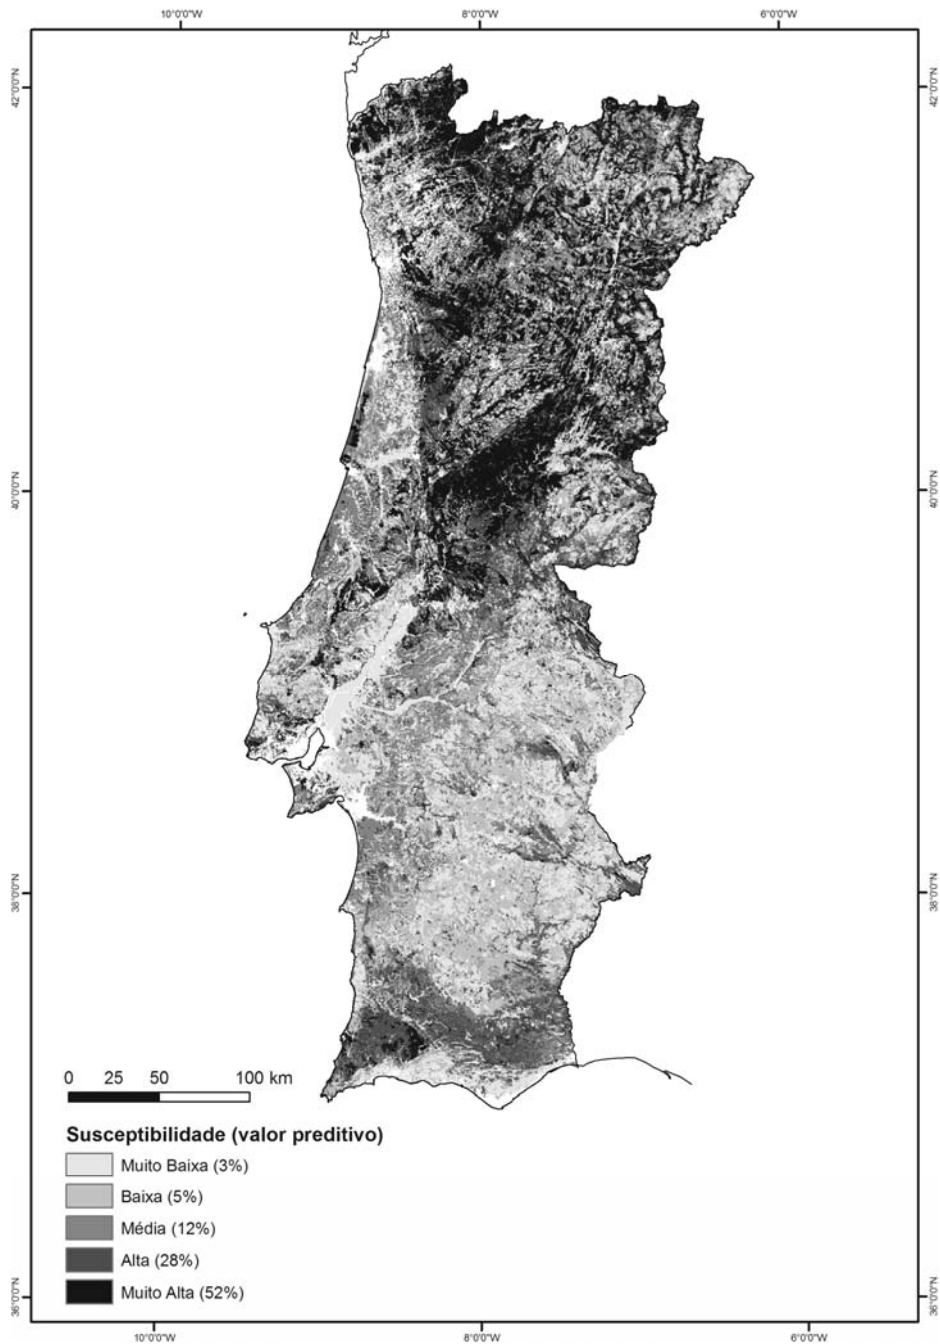 10°0'0"W 8°0'0"W 6°0'0"W
42°0'0"N 42°0'0"N
40°0'0"N 40°0'0"N
38°0'0"N 38°0'0"N
0 25 50 100 km
Susceptibilidade (valor preditivo)
Muito Baixa (3%)
Baixa (5%)
Média (12%)
Alta (28%)
Muito Alta (52%)
36°0'0"N 36°0'0"N
10°0'0"W 8°0'0"W 6°0'0"W